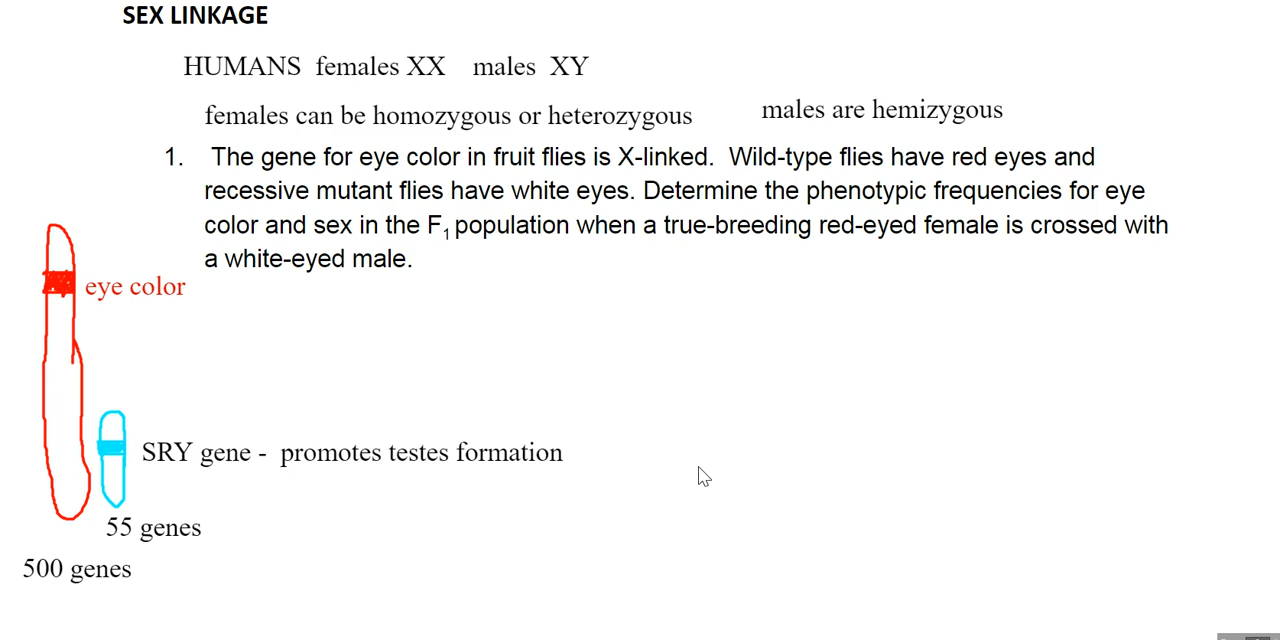 SEX LINKAGE
HUMANS females XX males XY
females can be homozygous or heterozygous males are hemizygous
1. The gene for eye color in fruit flies is X-linked. Wild-type flies have red eyes and
recessive mutant flies have white eyes. Determine the phenotypic frequencies for eye
color and sex in the F1 population when a true-breeding red-eyed female is crossed with
a white-eyed male.
eye color
SRY gene - promotes testes formation
55 genes
500 genes